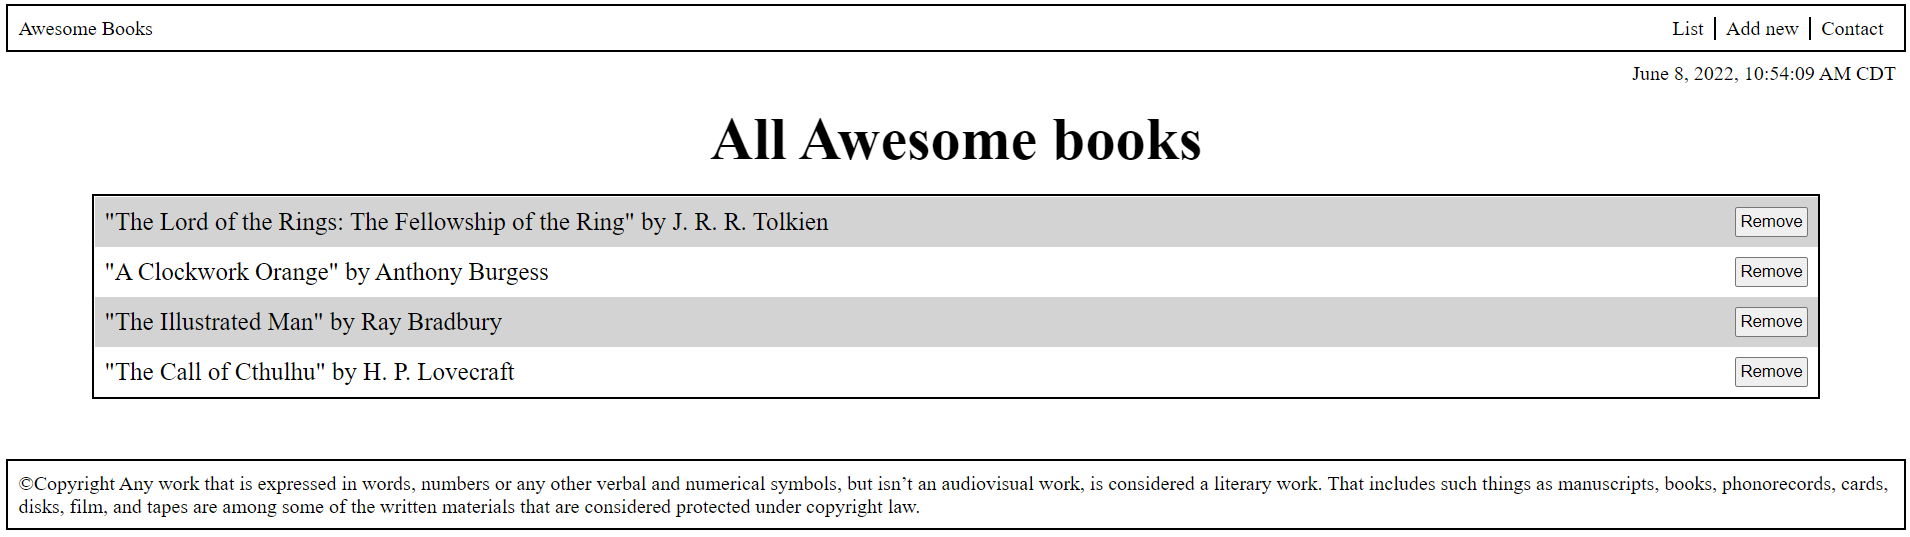 Awesome Books
List
Add new
Contact
June 8, 2022, 10:54:09 AM CDT
All Awesome books
"The Lord of the Rings: The Fellowship of the Ring" by J. R. R. Tolkien
Remove
"A Clockwork Orange" by Anthony Burgess
Remove
"The Illustrated Man" by Ray Bradbury
Remove
"The Call of Cthulhu" by H. P. Lovecraft
Remove
©Copyright Any work that is expressed in words, numbers or any other verbal and numerical symbols, but isn’t an audiovisual work, is considered a literary work. That includes such things as manuscripts, books, phonorecords, cards,
disks, film, and tapes are among some of the written materials that are considered protected under copyright law.